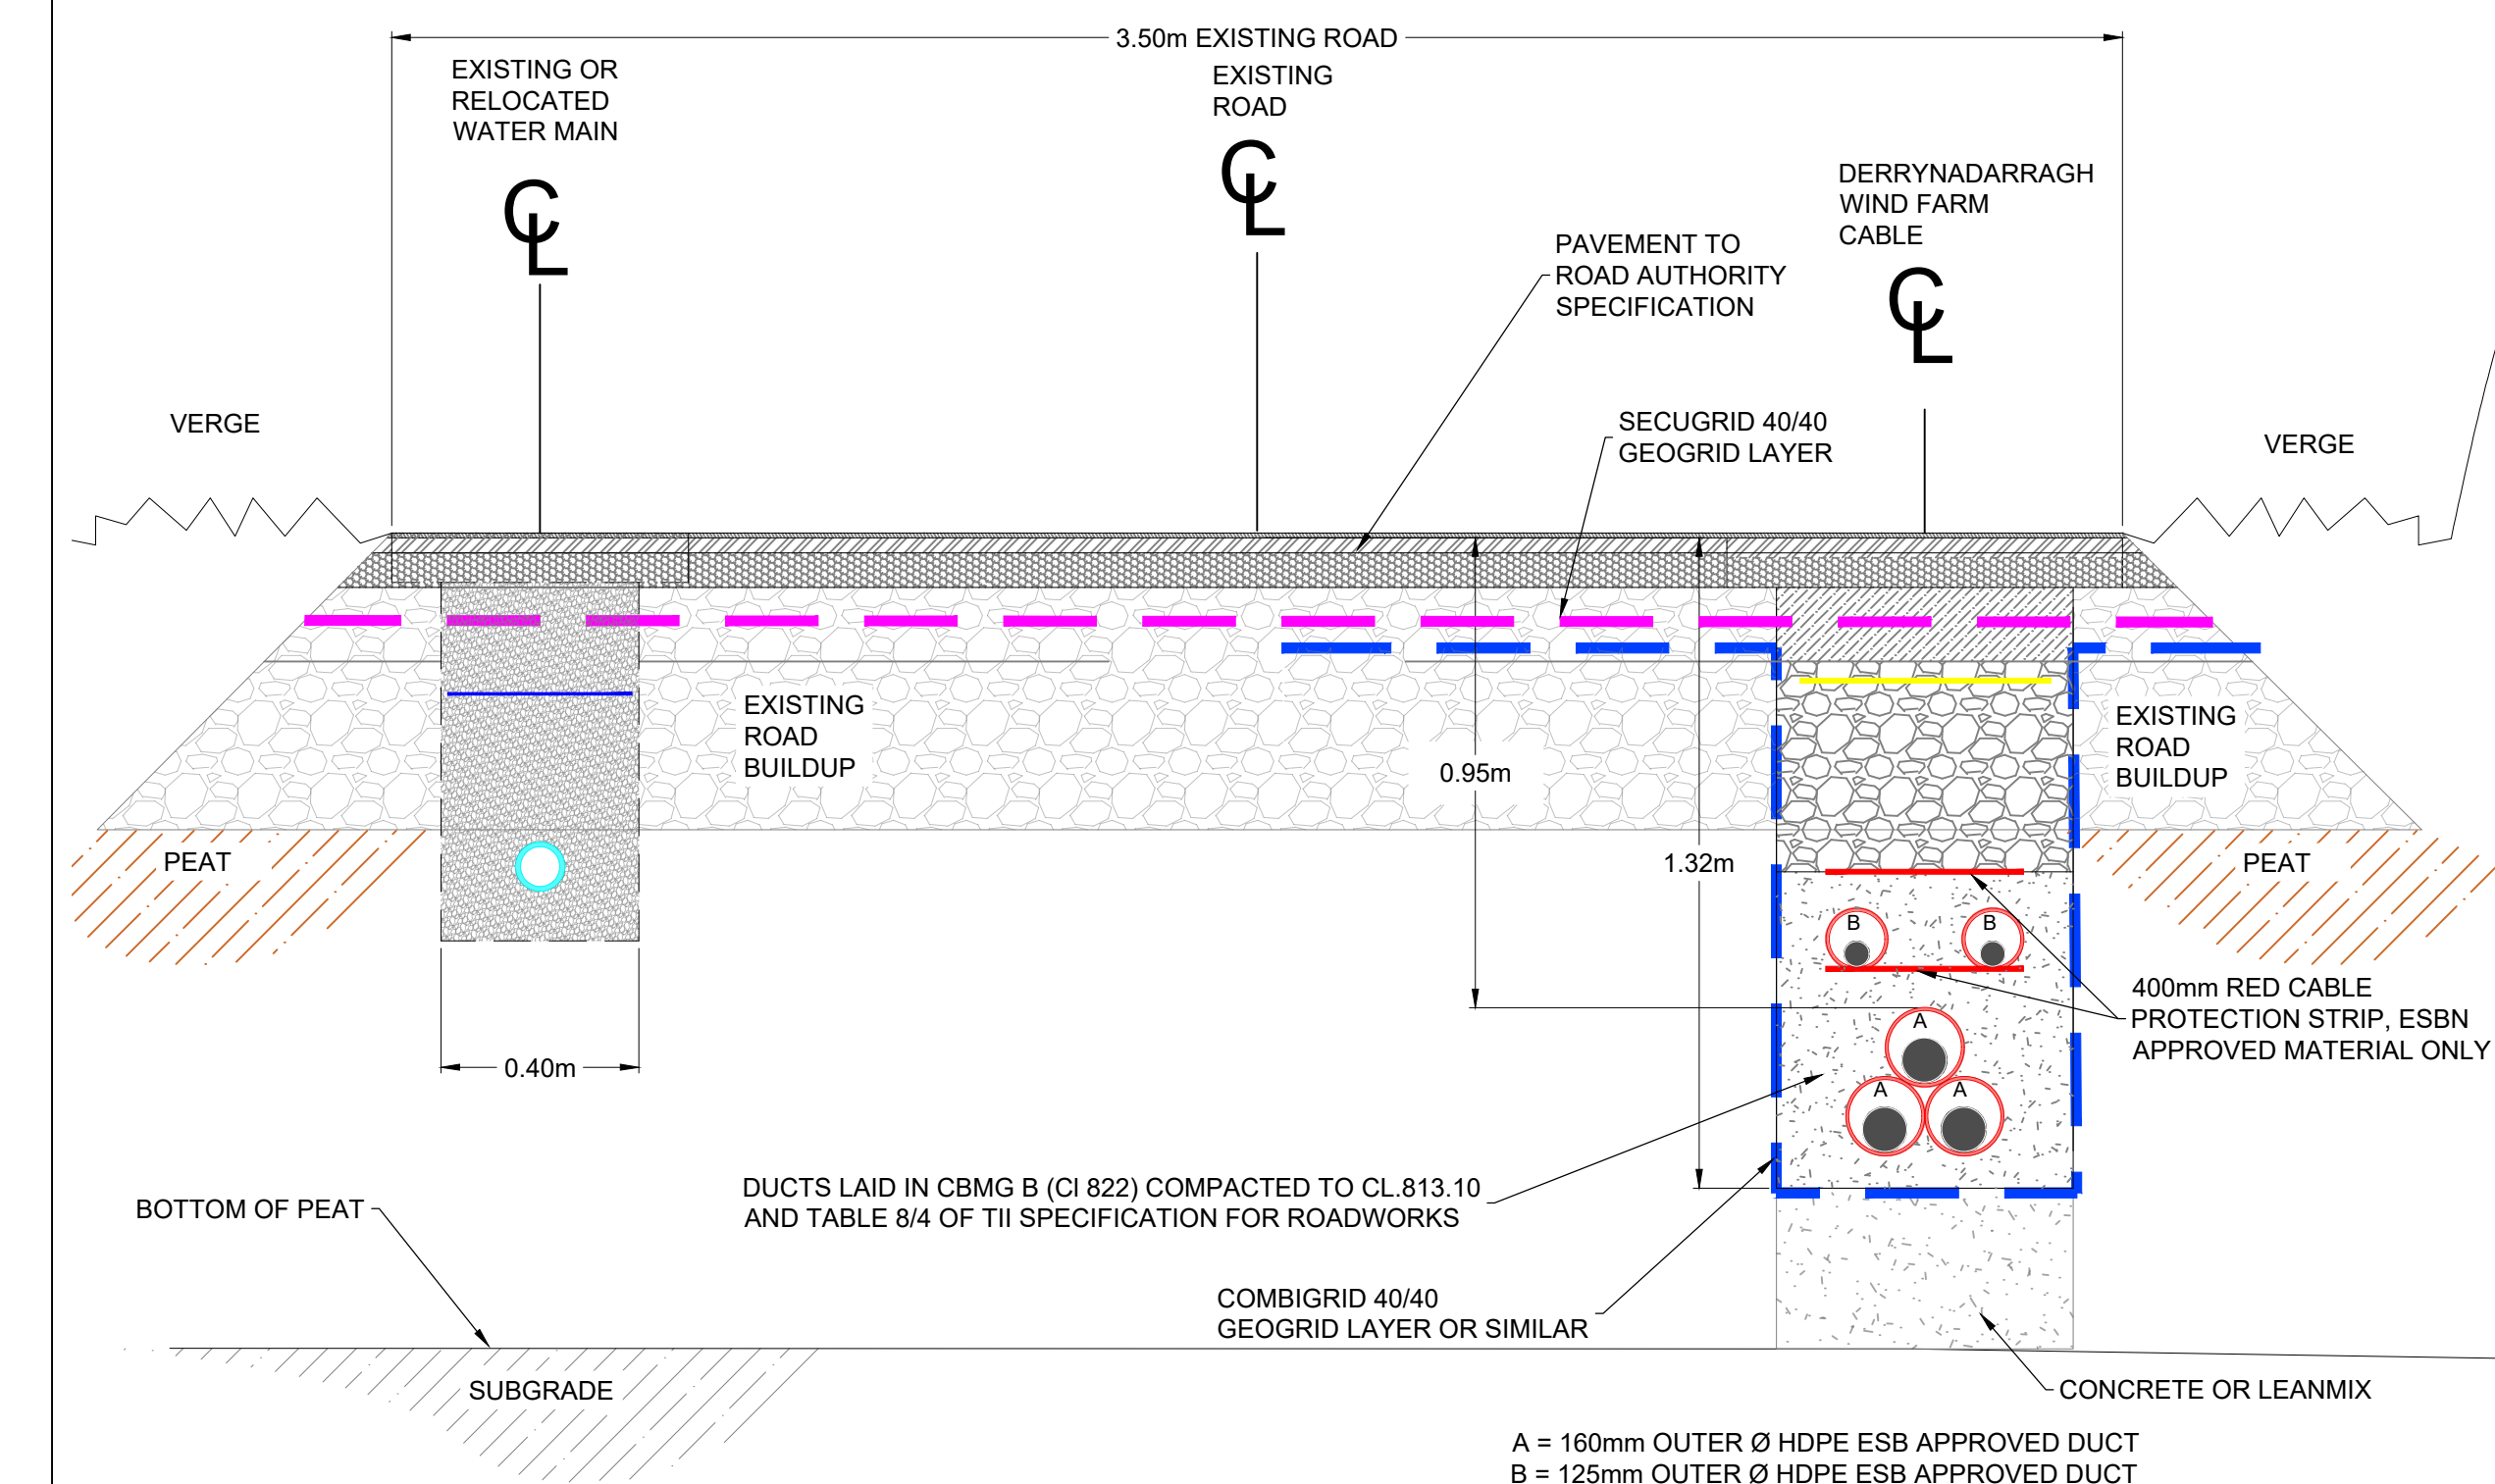 3.50m EXISTING ROAD
EXISTING OR
RELOCATED
WATER MAIN
EXISTING
ROAD
CL
CL
DERRYNADARRAGH
WIND FARM
CABLE
CL
PAVEMENT TO
ROAD AUTHORITY
SPECIFICATION
SECUGRID 40/40
GEOGRID LAYER
VERGE
VERGE
EXISTING
ROAD
BUILDUP
0.95m
1.32m
EXISTING
ROAD
BUILDUP
PEAT
PEAT
B
B
400mm RED CABLE
PROTECTION STRIP, ESBN
APPROVED MATERIAL ONLY
A
A
A
0.40m
DUCTS LAID IN CBMG B (Cl 822) COMPACTED TO CL.813.10
AND TABLE 8/4 OF TII SPECIFICATION FOR ROADWORKS
BOTTOM OF PEAT
COMBIGRID 40/40
GEOGRID LAYER OR SIMILAR
SUBGRADE
CONCRETE OR LEANMIX
A = 160mm OUTER Ø HDPE ESB APPROVED DUCT
B = 125mm OUTER Ø HDPE ESB APPROVED DUCT